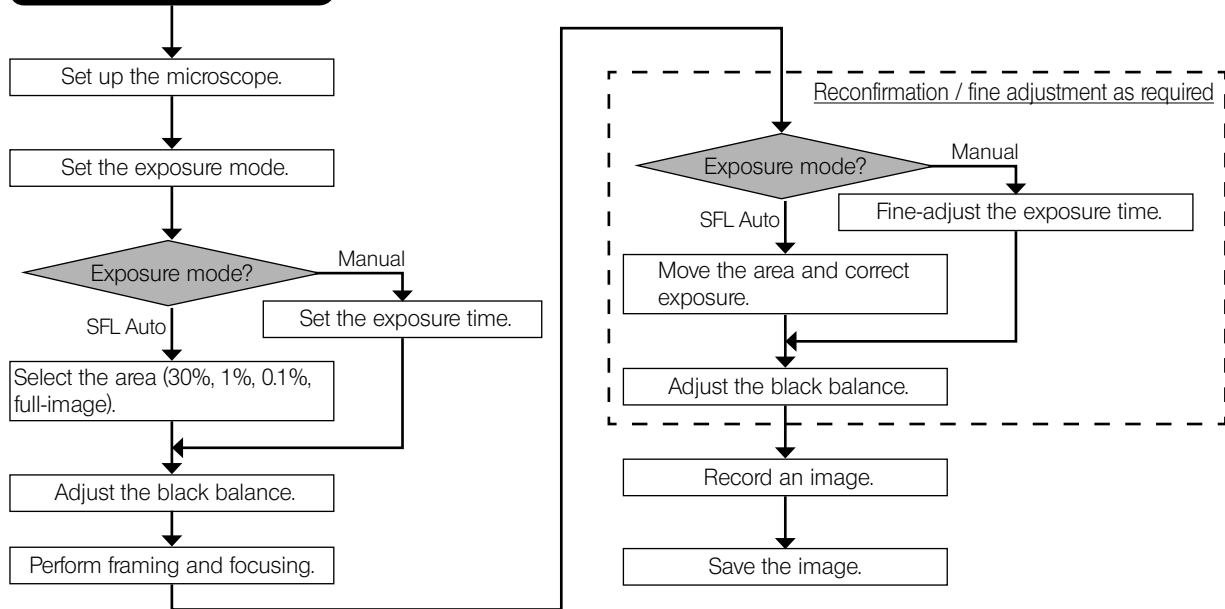 Set up the microscope.
Set the exposure mode.
Exposure mode?
Manual
SFL Auto
Set the exposure time.
Select the area (30%, 1%, 0.1%,
full-image).
Adjust the black balance.
Perform framing and focusing.
Reconfirmation / fine adjustment as required
Exposure mode?
Manual
SFL Auto
Fine-adjust the exposure time.
Move the area and correct
exposure.
Adjust the black balance.
Record an image.
Save the image.